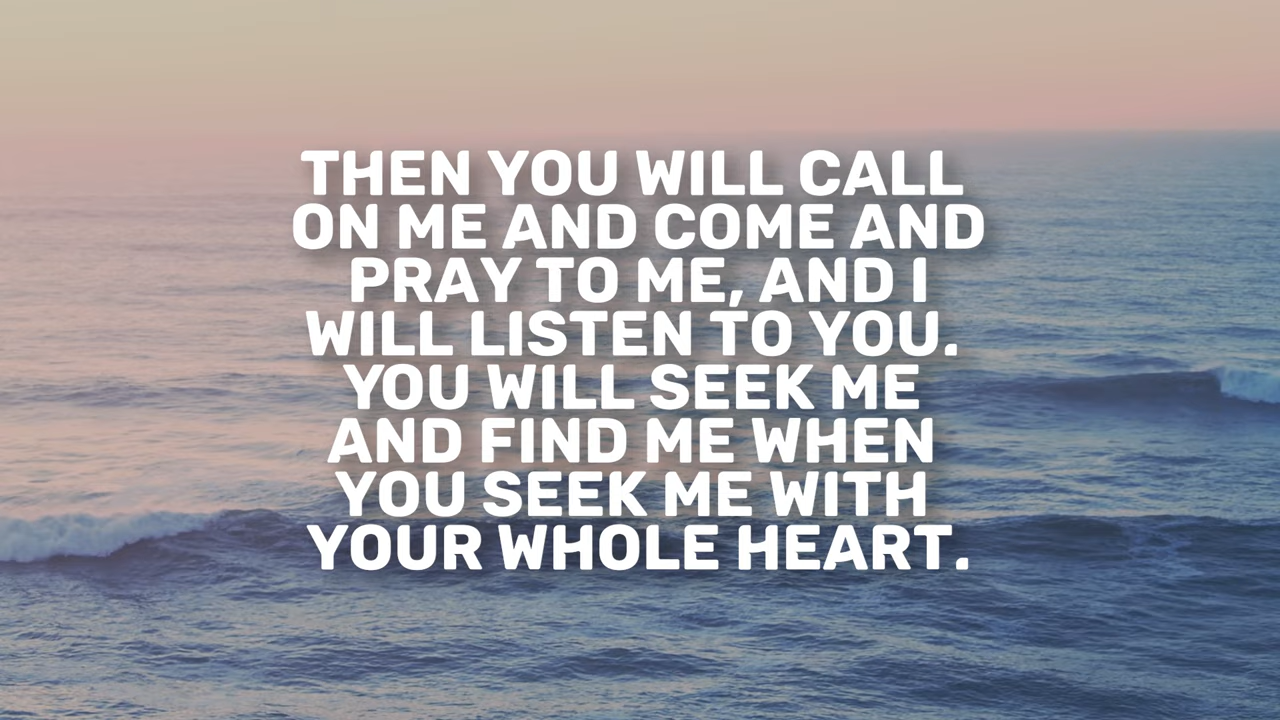 THEN YOU WILL CALL
ON ME AND COME AND
PRAY TO ME, AND I
WILL LISTEN TO YOU.
YOU WILL SEEK ME
AND FIND ME WHEN
YOU SEEK ME WITH
YOUR WHOLE HEART.